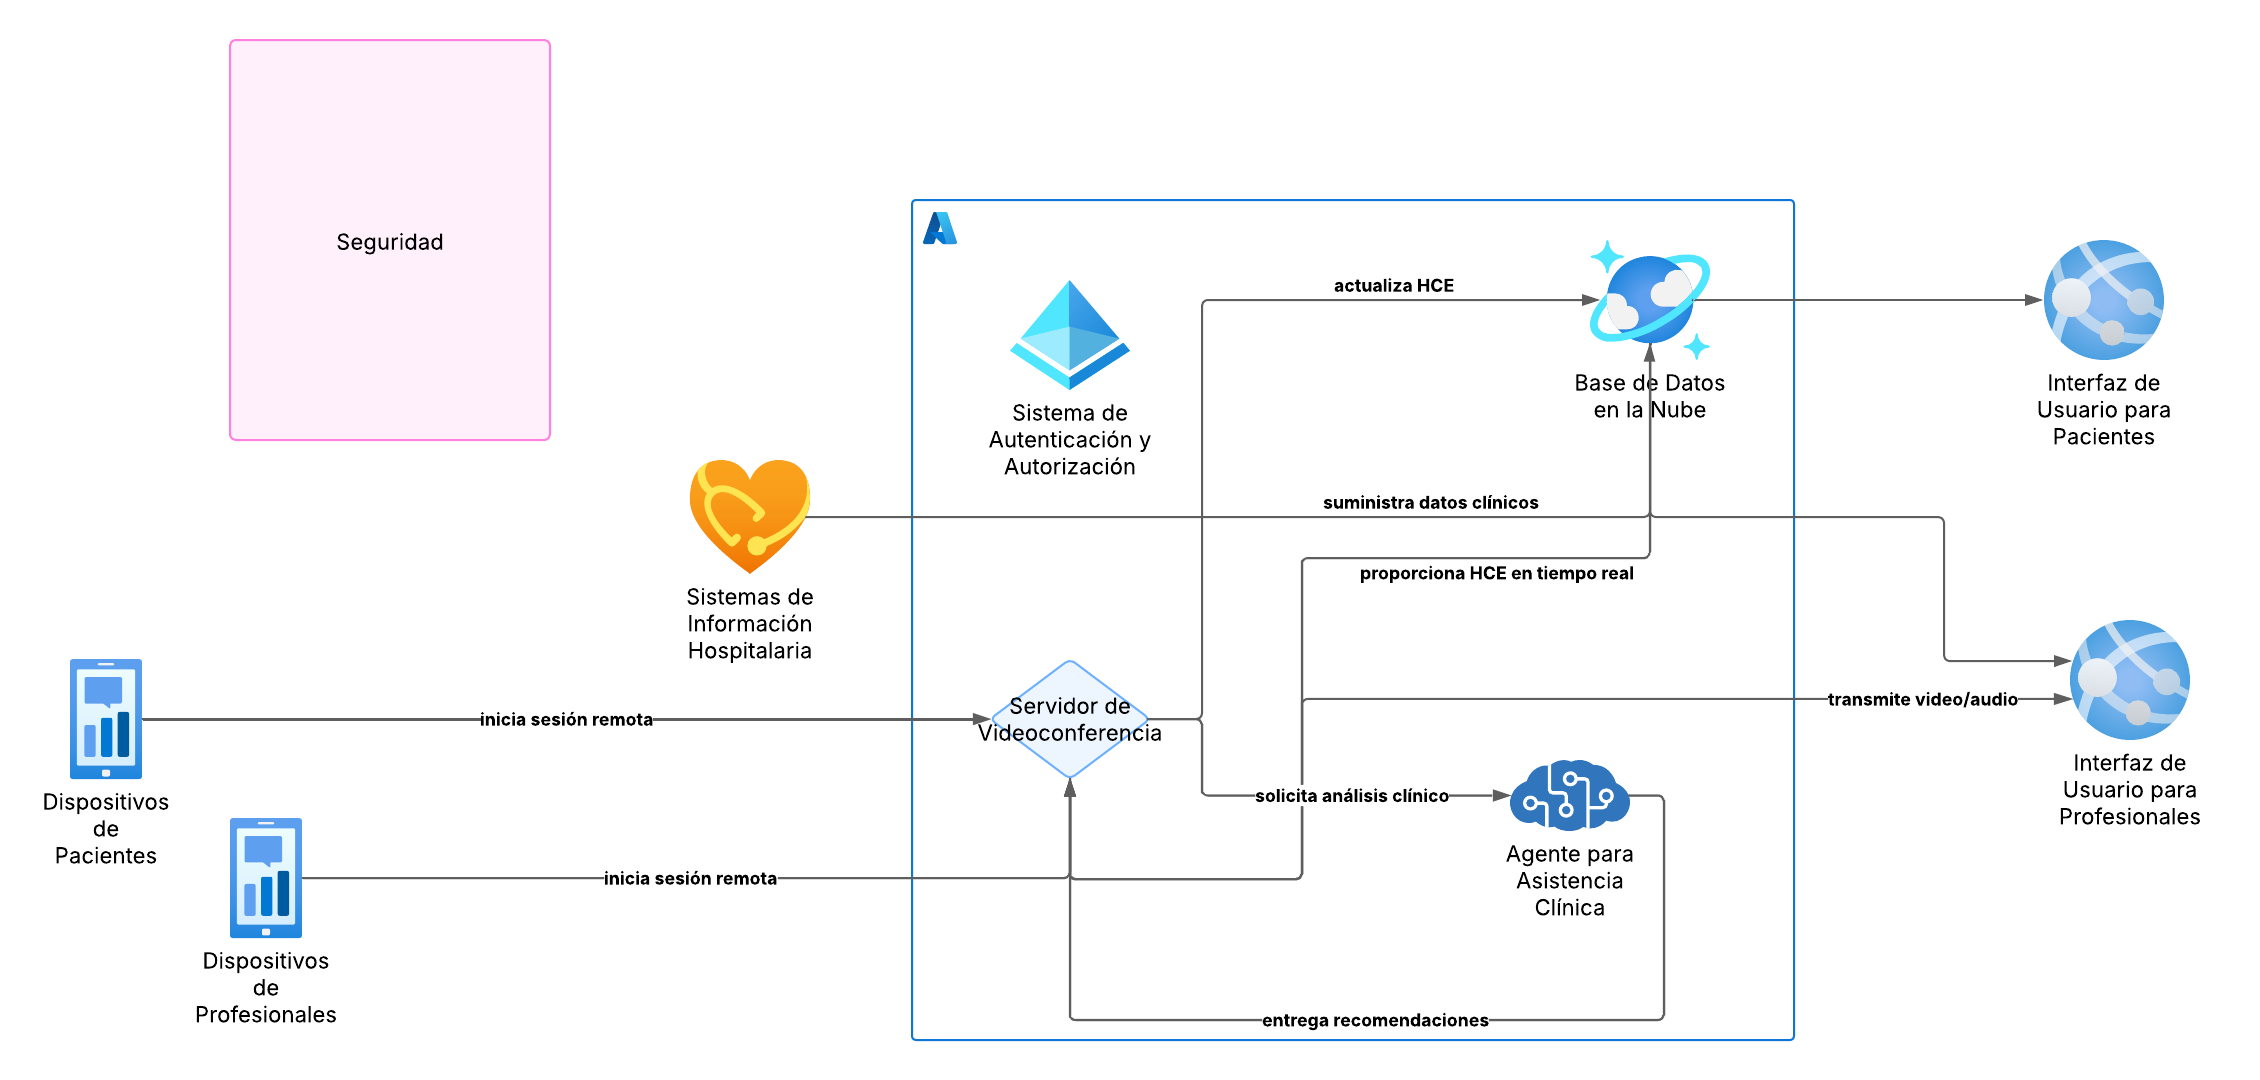 Seguridad
actualiza HCE
Base de Datos
en la Nube
Interfaz de
Usuario para
Pacientes
Sistema de
Autenticación y
Autorización
suministra datos clínicos
proporciona HCE en tiempo real
Sistemas de
Información
Hospitalaria
Servidor de
Videoconferencia
inicia sesión remota
transmite video/audio
Dispositivos
de
Pacientes
Interfaz de
Usuario para
Profesionales
solicita análisis clínico
Agente para
Asistencia
Clínica
inicia sesión remota
Dispositivos
de
Profesionales
entrega recomendaciones